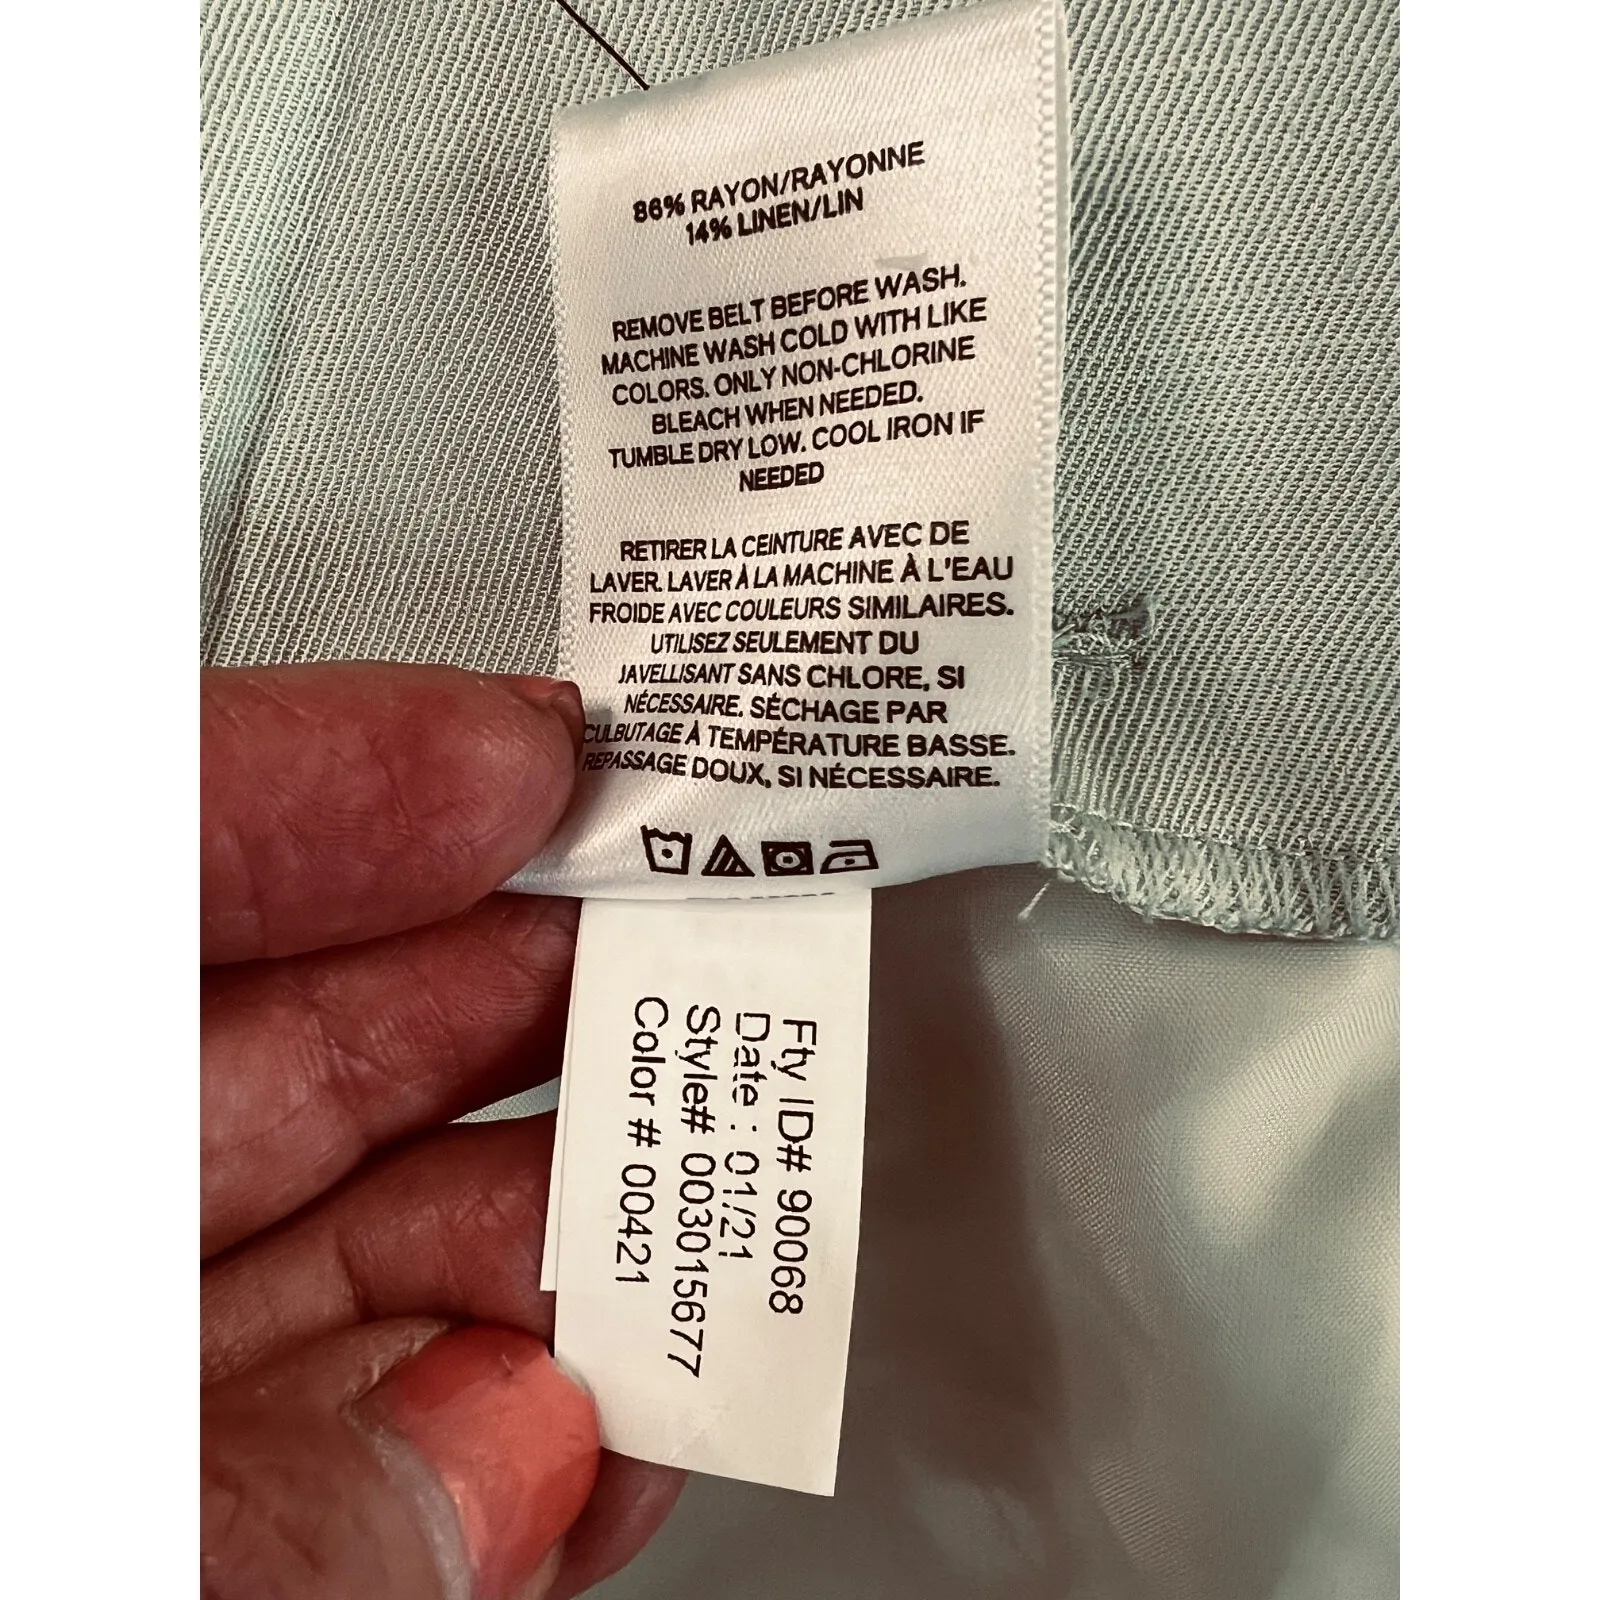 86% RAYON/RAYONNE
14% LINEN/LIN
REMOVE BELT BEFORE WASH.
MACHINE WASH COLD WITH LIKE
COLORS. ONLY NON-CHLORINE
BLEACH WHEN NEEDED.
TUMBLE DRY LOW. COOL IRON IF
NEEDED
RETIRER LA CEINTURE AVEC DE
LAVER. LAVER À LA MACHINE À L'EAU
FROIDE AVEC COULEURS SIMILAIRES.
UTILISEZ SEULEMENT DU
JAVELLISANT SANS CHLORE, SI
NÉCESSAIRE. SÉCHAGE PAR
CULBUTAGE À TEMPÉRATURE BASSE.
REPASSAGE DOUX, SI NÉCESSAIRE.
Fty ID# 90068
Date : 01/21
Style# 003015677
Color # 00421